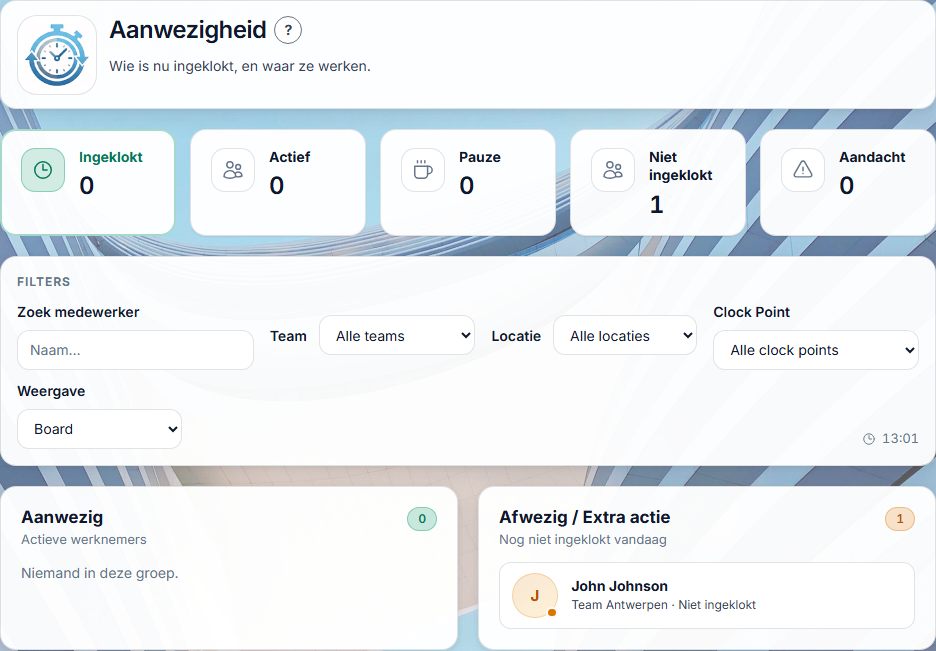 Aanwezigheid ?
Wie is nu ingeklokt, en waar ze werken.
Ingeklokt
0
Actief
0
Pauze
0
Niet
ingeklokt
1
Aandacht
0
FILTERS
Zoek medewerker
Naam...
Team
Alle teams
Locatie
Alle locaties
Clock Point
Alle clock points
Weergave
Board
13:01
Aanwezig
0
Actieve werknemers
Niemand in deze groep.
Afwezig / Extra actie
1
Nog niet ingeklokt vandaag
J
John Johnson
Team Antwerpen · Niet ingeklokt